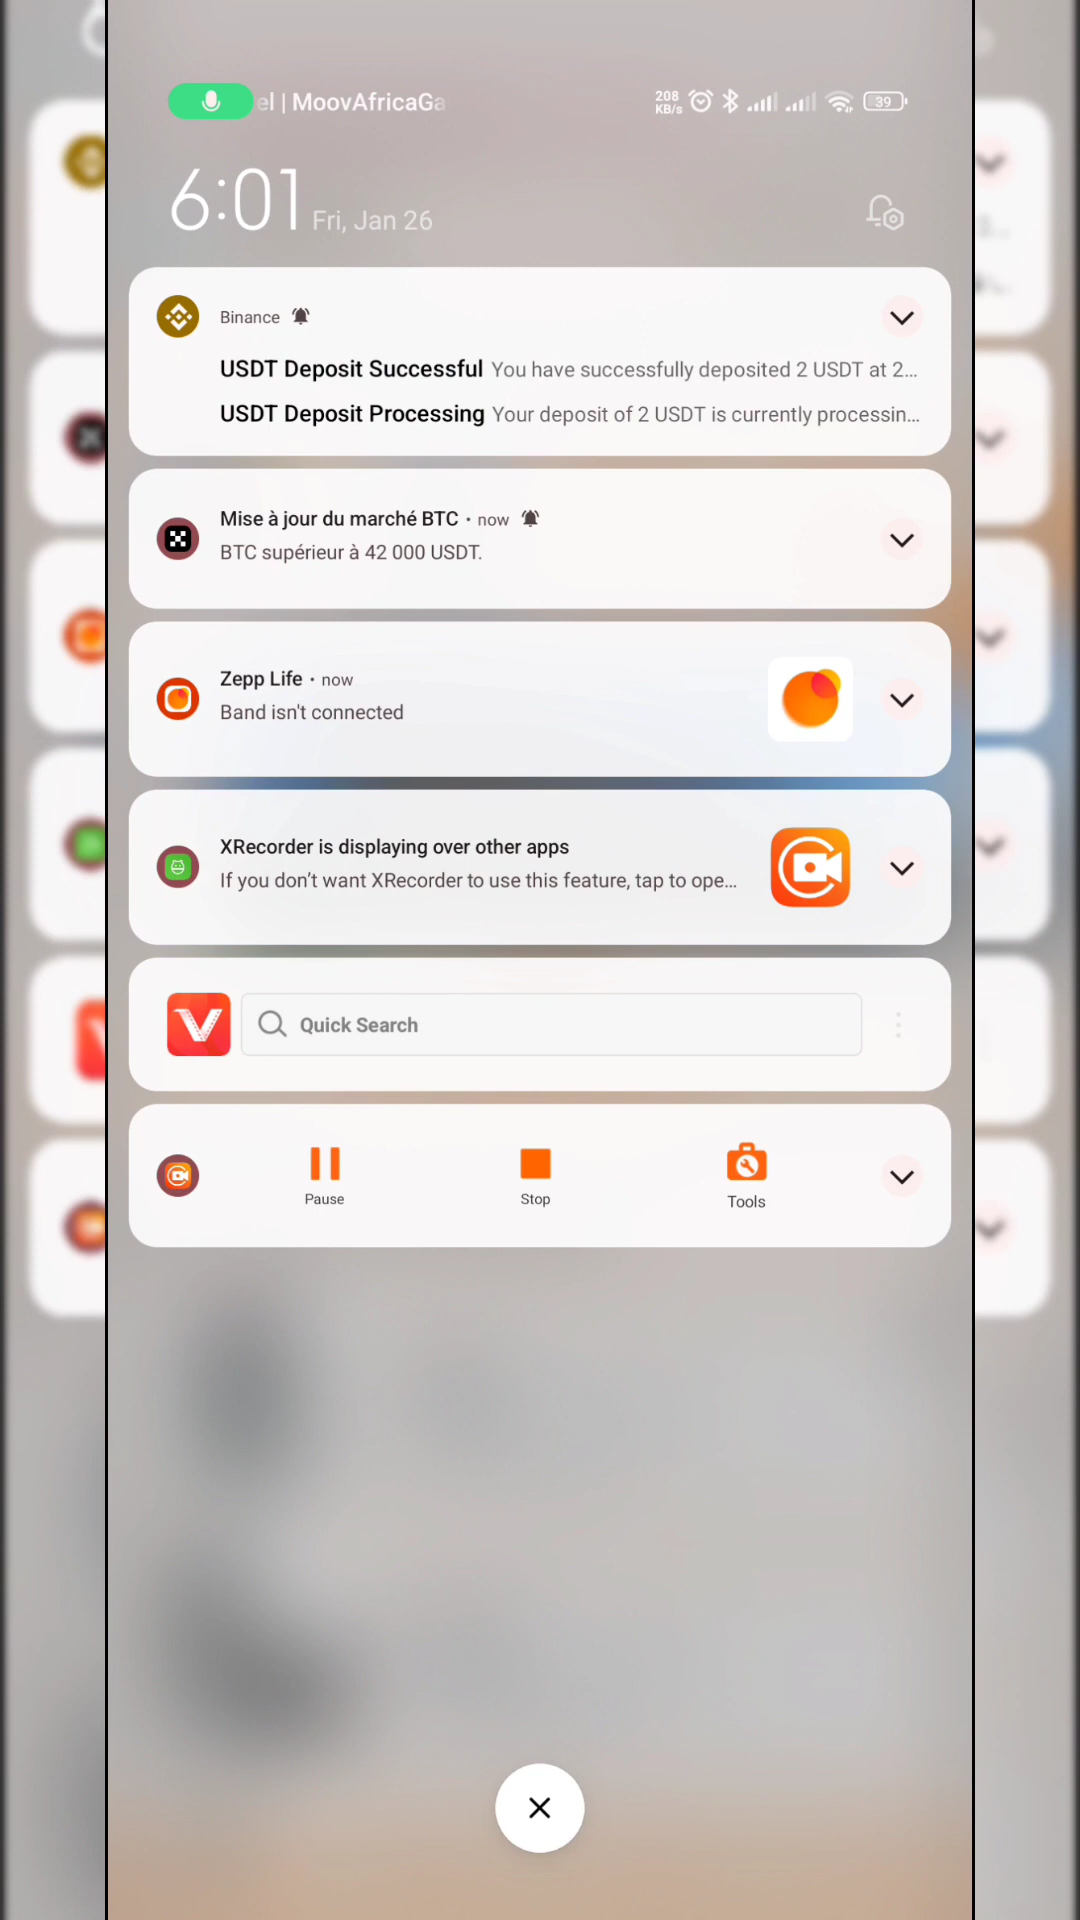 el | MoovAfricaGa
208
KB/s
39
6:01 Fri, Jan 26
Binance
USDT Deposit Successful You have successfully deposited 2 USDT at 2...
USDT Deposit Processing Your deposit of 2 USDT is currently processin...
Mise à jour du marché BTC • now
BTC supérieur à 42 000 USDT.
Zepp Life • now
Band isn't connected
XRecorder is displaying over other apps
If you don’t want XRecorder to use this feature, tap to ope...
Quick Search
Pause
Stop
Tools